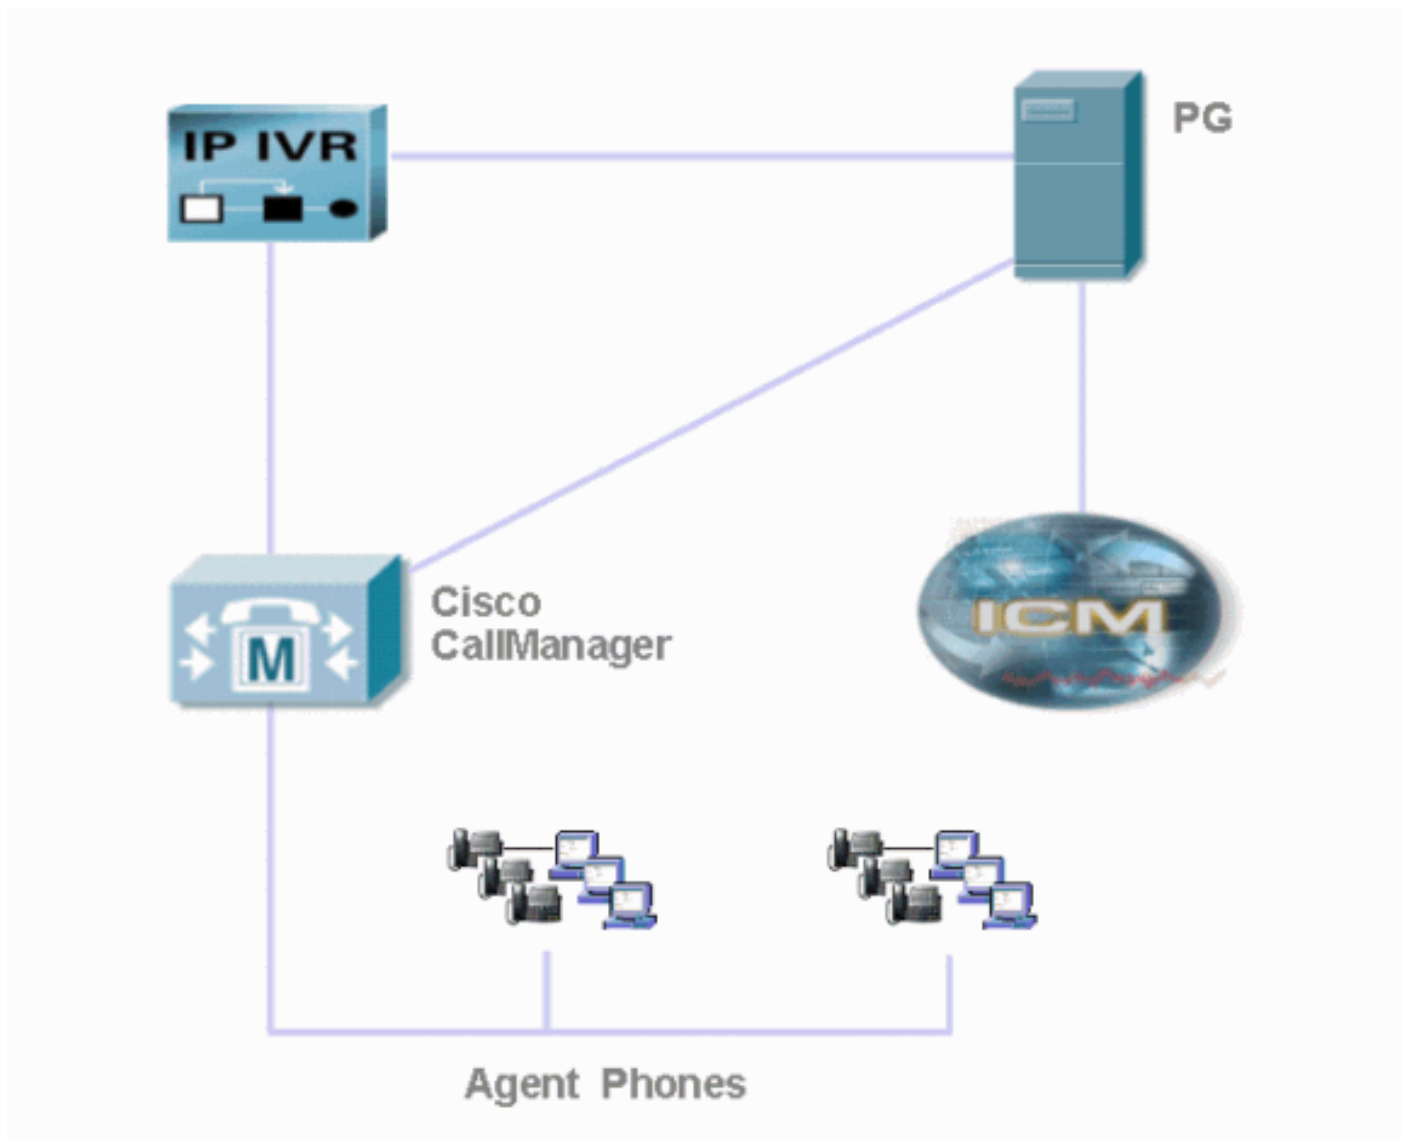 IP IVR
PG
Cisco
CallManager
M
ICM
Agent Phones